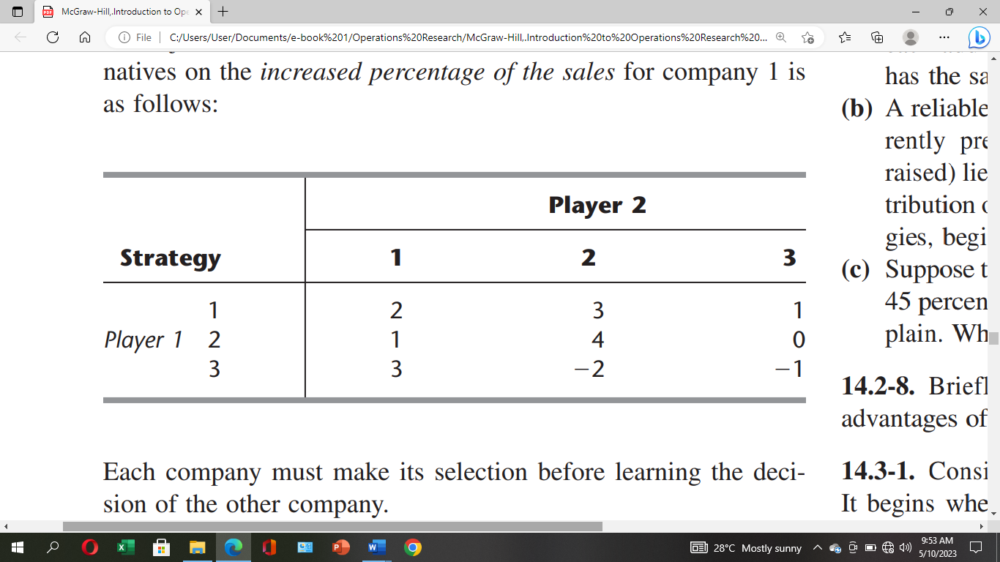 McGraw-Hill,.Introduction to Ope
File
C:/Users/User/Documents/e-book%201/Operations%20Research/McGraw-Hill,.Introduction%20to%20Operations%20Research%20...
natives on the increased percentage of the sales for company 1 is
as follows:
Player 2
Strategy 1 2 3
1 2 3 1
Player 1 2 1 4 0
3 3 −2 −1
Each company must make its selection before learning the deci-
sion of the other company.
has the sa
(b) A reliable
rently pre
raised) lie
tribution
gies, begi
(c) Suppose t
45 percen
plain. Wh
14.2-8. Briefl
advantages of
14.3-1. Consi
It begins whe
28°C Mostly sunny
9:53 AM
5/10/2023